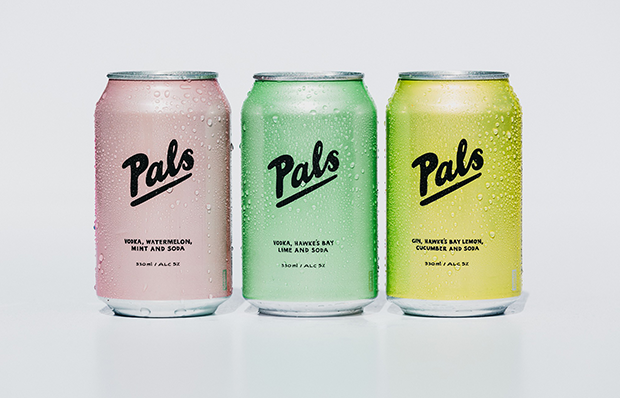 Pals
VODKA, WATERMELON,
MINT AND SODA
330ml / ALC 5%
Pals
VODKA, HAWKE'S BAY
LIME AND SODA
330ml / ALC 5%
Pals
GIN, HAWKE'S BAY LEMON,
CUCUMBER AND SODA
330ml / ALC 5%